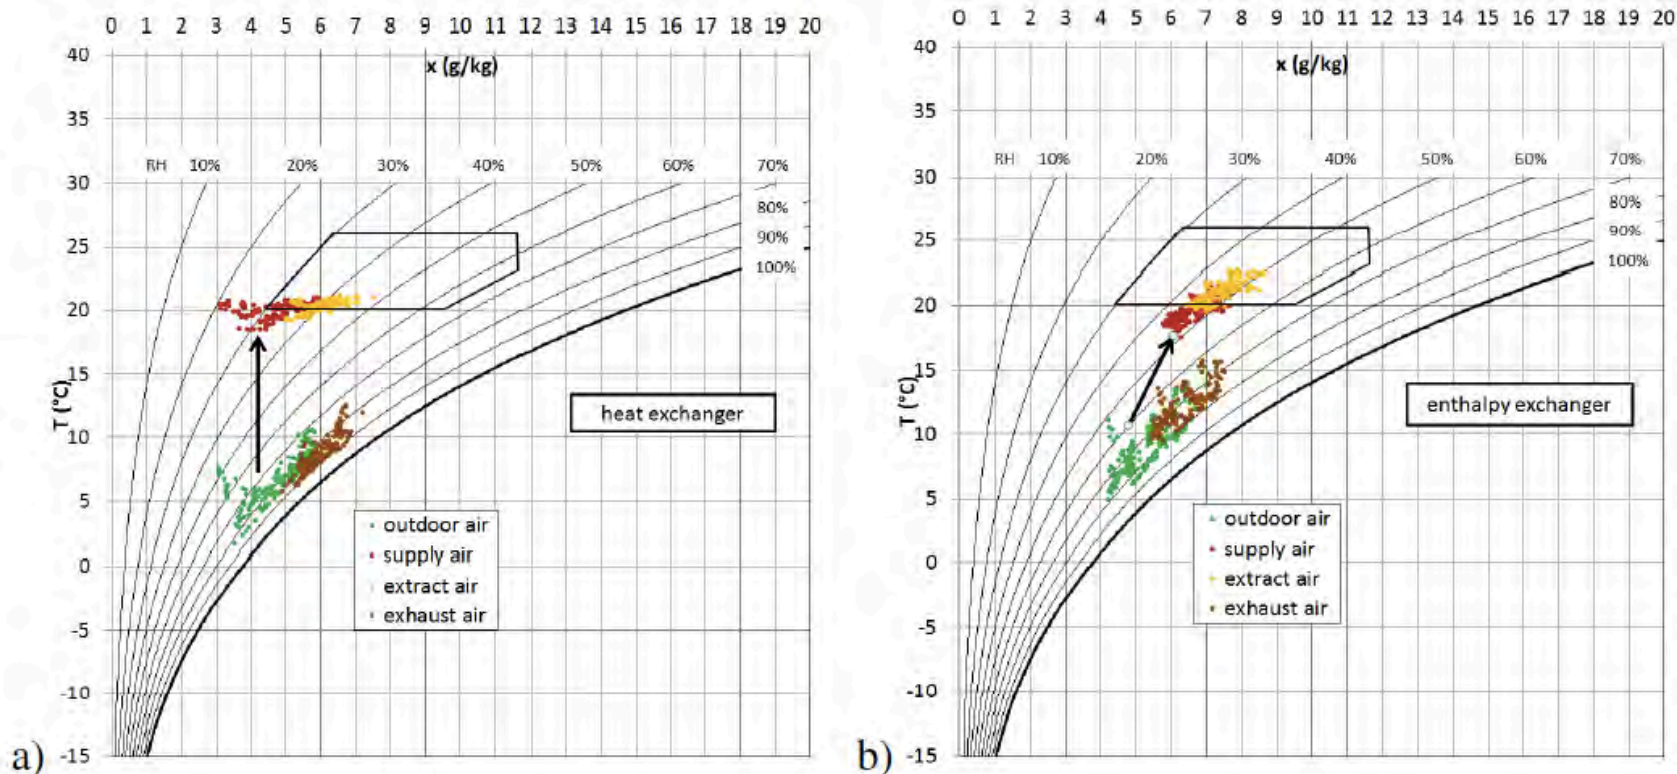 0 1 2 3 4 5 6 7 8 9 10 11 12 13 14 15 16 17 18 19 20
x (g/kg)
40
35
RH 10% 20% 30% 40% 50% 60% 70%
30
80%
25
90%
100%
20
15
T (°C)
heat exchanger
10
5
outdoor air
supply air
0
extract air
exhaust air
-5
-10
-15
a)
0 1 2 3 4 5 6 7 8 9 10 11 12 13 14 15 16 17 18 19 20
x (g/kg)
40
35
RH 10% 20% 30% 40% 50% 60% 70%
30
80%
25
90%
100%
20
15
T (°C)
enthalpy exchanger
10
5
outdoor air
supply air
0
extract air
exhaust air
-5
-10
-15
b)